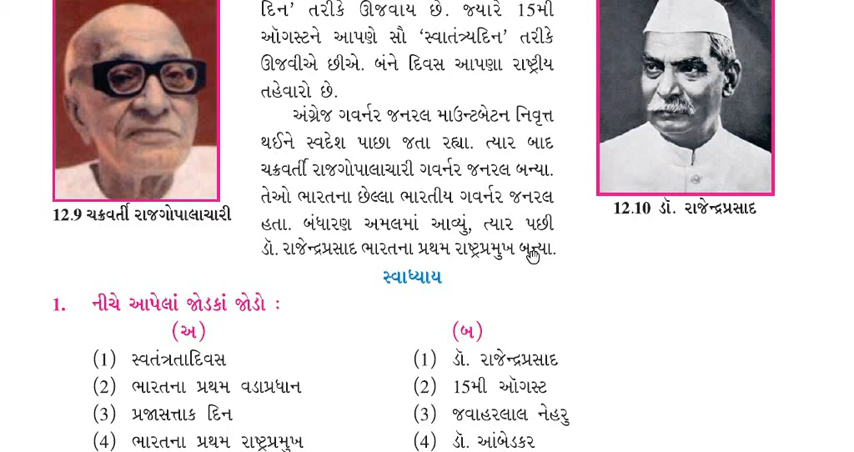 દિન' તરીકે ઊજવાય છે. જ્યારે 15મી
ઑગસ્ટને આપણે સૌ 'સ્વાતંત્ર્યદિન' તરીકે
ઊજવીએ છીએ. બંને દિવસ આપણા રાષ્ટ્રીય
તહેવારો છે.
અંગ્રેજ ગવર્નર જનરલ માઉન્ટબેટન નિવૃત્ત
થઈને સ્વદેશ પાછા જતા રહ્યા. ત્યાર બાદ
ચક્રવર્તી રાજગોપાલાચારી ગવર્નર જનરલ બન્યા.
તેઓ ભારતના છેલ્લા ભારતીય ગવર્નર જનરલ
હતા. બંધારણ અમલમાં આવ્યું, ત્યાર પછી
ડૉ. રાજેન્દ્રપ્રસાદ ભારતના પ્રથમ રાષ્ટ્રપ્રમુખ બન્યા.
12.9 ચક્રવર્તી રાજગોપાલાચારી
12.10 ડૉ. રાજેન્દ્રપ્રસાદ
સ્વાધ્યાય
1. નીચે આપેલાં જોડકાં જોડો :
(અ) (બ)
(1) સ્વતંત્રતાદિવસ (1) ડૉ. રાજેન્દ્રપ્રસાદ
(2) ભારતના પ્રથમ વડાપ્રધાન (2) 15મી ઑગસ્ટ
(3) પ્રજાસત્તાક દિન (3) જવાહરલાલ નેહરુ
(4) ભારતના પ્રથમ રાષ્ટ્રપ્રમુખ (4) ડૉ. આંબેડકર